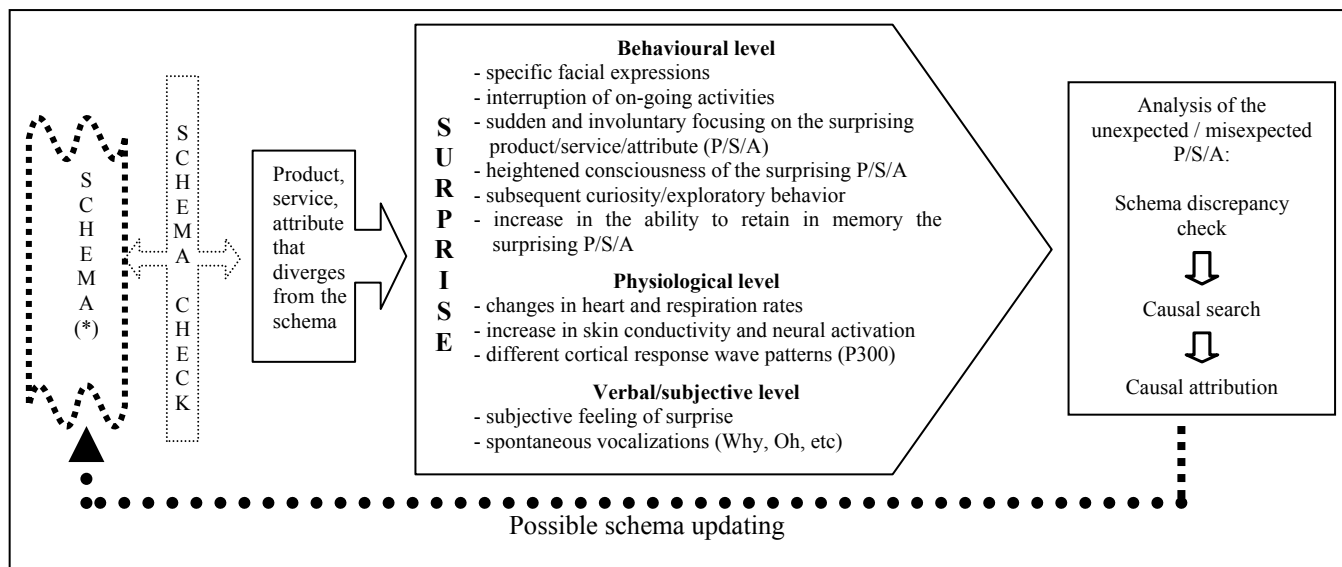 SCHEMA
(*)
SCHEMA CHECK
Product,
service,
attribute
that
diverges
from the
schema
SURPRISE
Behavioural level
- specific facial expressions
- interruption of on-going activities
- sudden and involuntary focusing on the surprising
product/service/attribute (P/S/A)
- heightened consciousness of the surprising P/S/A
- subsequent curiosity/exploratory behavior
- increase in the ability to retain in memory the
surprising P/S/A
Physiological level
- changes in heart and respiration rates
- increase in skin conductivity and neural activation
- different cortical response wave patterns (P300)
Verbal/subjective level
- subjective feeling of surprise
- spontaneous vocalizations (Why, Oh, etc)
Analysis of the
unexpected / misexpected
P/S/A:
Schema discrepancy
check
Causal search
Causal attribution
Possible schema updating